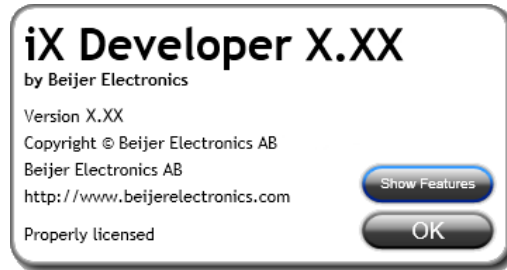 iX Developer X.XX
by Beijer Electronics
Version X.XX
Copyright © Beijer Electronics AB
Beijer Electronics AB
http://www.beijerelectronics.com
Show Features
Properly licensed
OK